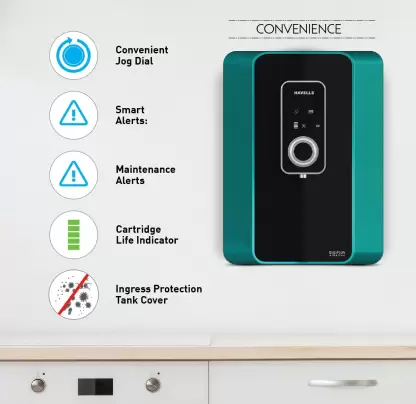 CONVENIENCE
Convenient
Jog Dial
Smart
Alerts:
Maintenance
Alerts
Cartridge
Life Indicator
Ingress Protection
Tank Cover
HAVELLS